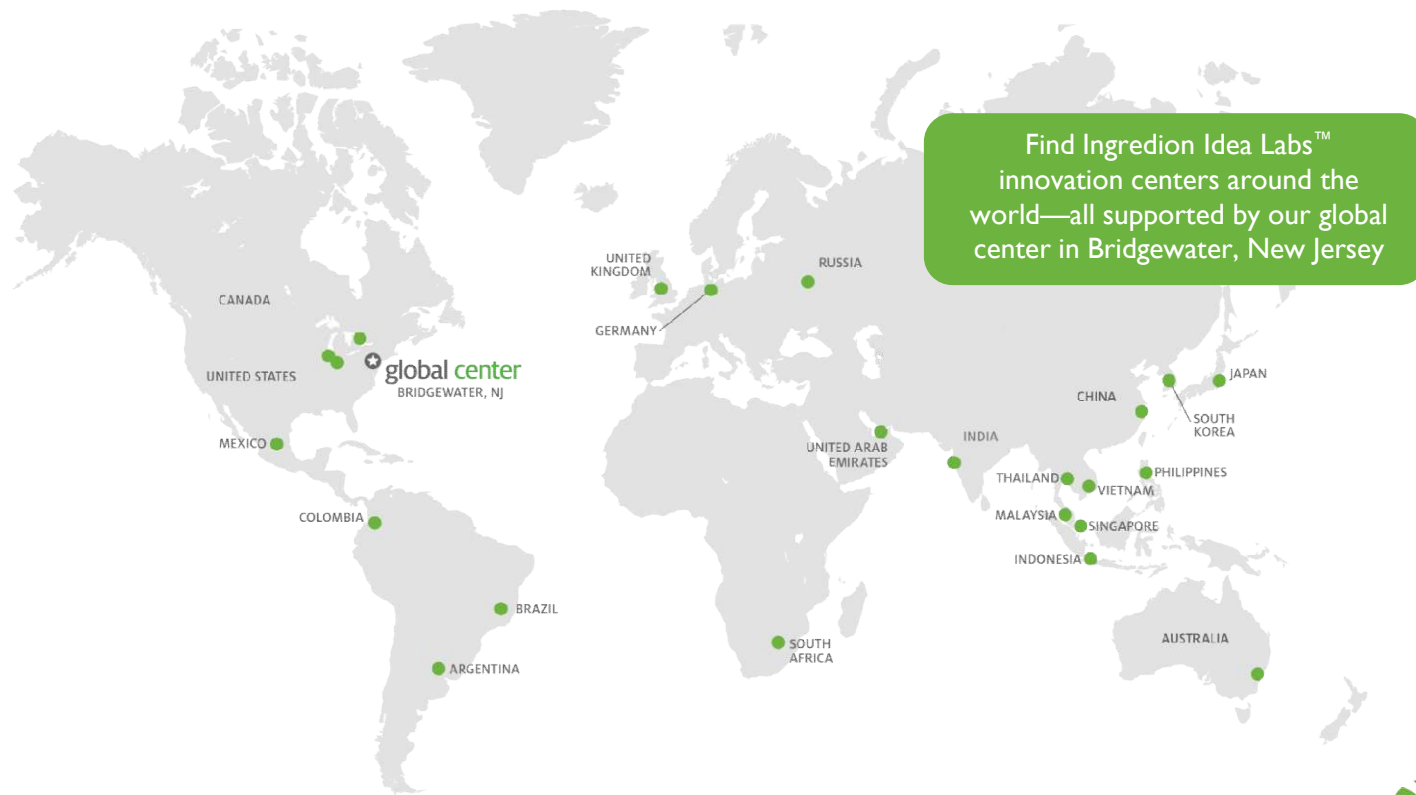 Find Ingredion Idea Labs™
innovation centers around the
world—all supported by our global
center in Bridgewater, New Jersey
UNITED
KINGDOM
RUSSIA
CANADA
GERMANY
global center
BRIDGEWATER, NJ
UNITED STATES
JAPAN
CHINA
SOUTH
KOREA
MEXICO
INDIA
UNITED ARAB
EMIRATES
THAILAND
PHILIPPINES
VIETNAM
COLOMBIA
MALAYSIA
SINGAPORE
INDONESIA
BRAZIL
SOUTH
AFRICA
AUSTRALIA
ARGENTINA